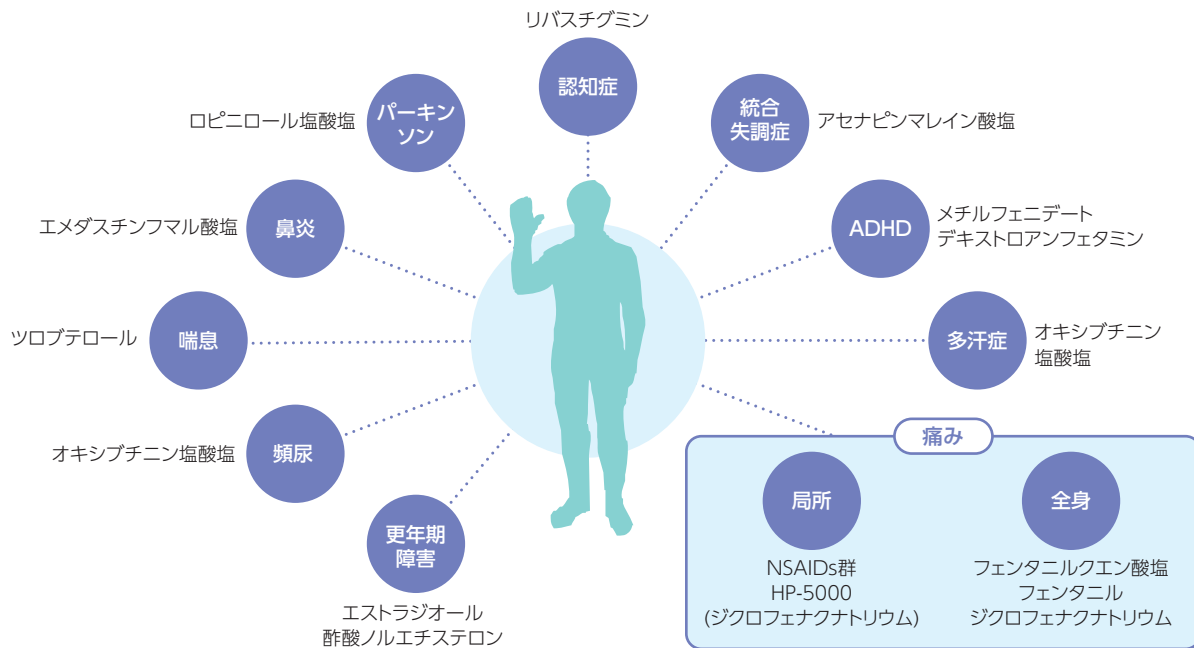 リバスチグミン
認知症
ロピニロール塩酸塩
パーキン
ソン
統合
失調症
アセナピンマレイン酸塩
エメダスチンフマル酸塩
鼻炎
ADHD
メチルフェニデート
デキストロアンフェタミン
ツロブテロール
喘息
多汗症
オキシブチニン
塩酸塩
オキシブチニン塩酸塩
頻尿
更年期
障害
エストラジオール
酢酸ノルエチステロン
痛み
局所
NSAIDs群
HP-5000
(ジクロフェナクナトリウム)
全身
フェンタニルクエン酸塩
フェンタニル
ジクロフェナクナトリウム